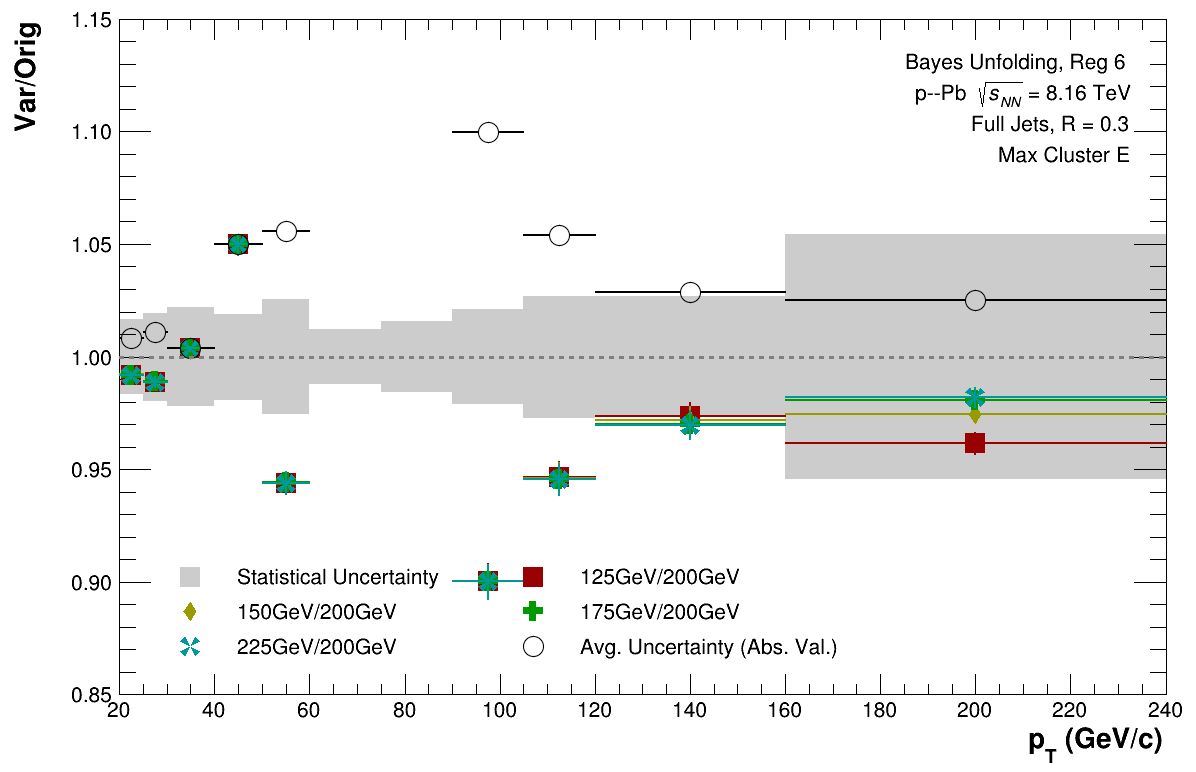 Var/Orig
1.15
1.10
1.05
1.00
0.95
0.90
0.85
Bayes Unfolding, Reg 6
p--Pb √sNN = 8.16 TeV
Full Jets, R = 0.3
Max Cluster E
Statistical Uncertainty
125GeV/200GeV
150GeV/200GeV
175GeV/200GeV
225GeV/200GeV
Avg. Uncertainty (Abs. Val.)
20 40 60 80 100 120 140 160 180 200 220 240
pT (GeV/c)